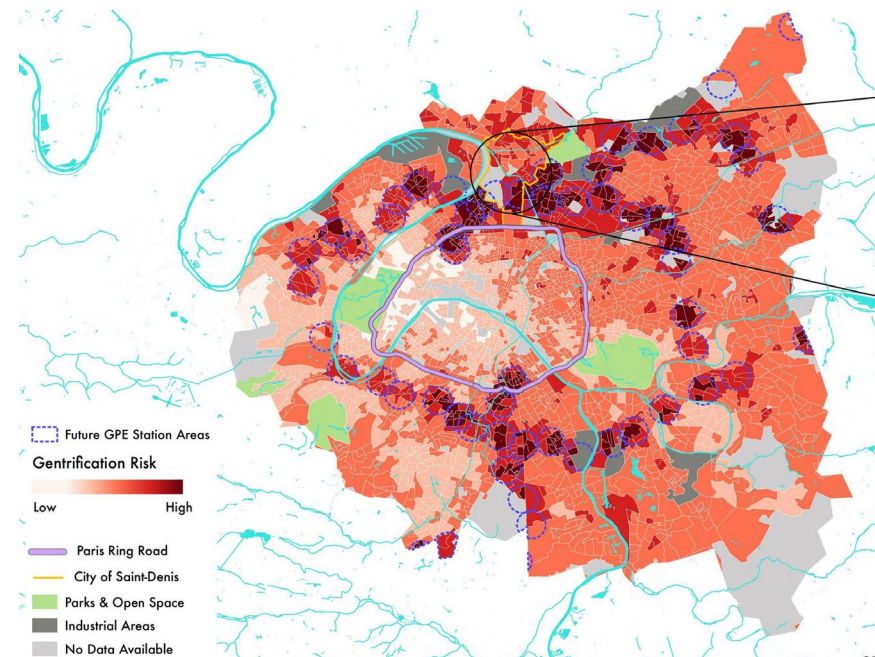 Future GPE Station Areas
Gentrification Risk
Low High
Paris Ring Road
City of Saint-Denis
Parks & Open Space
Industrial Areas
No Data Available